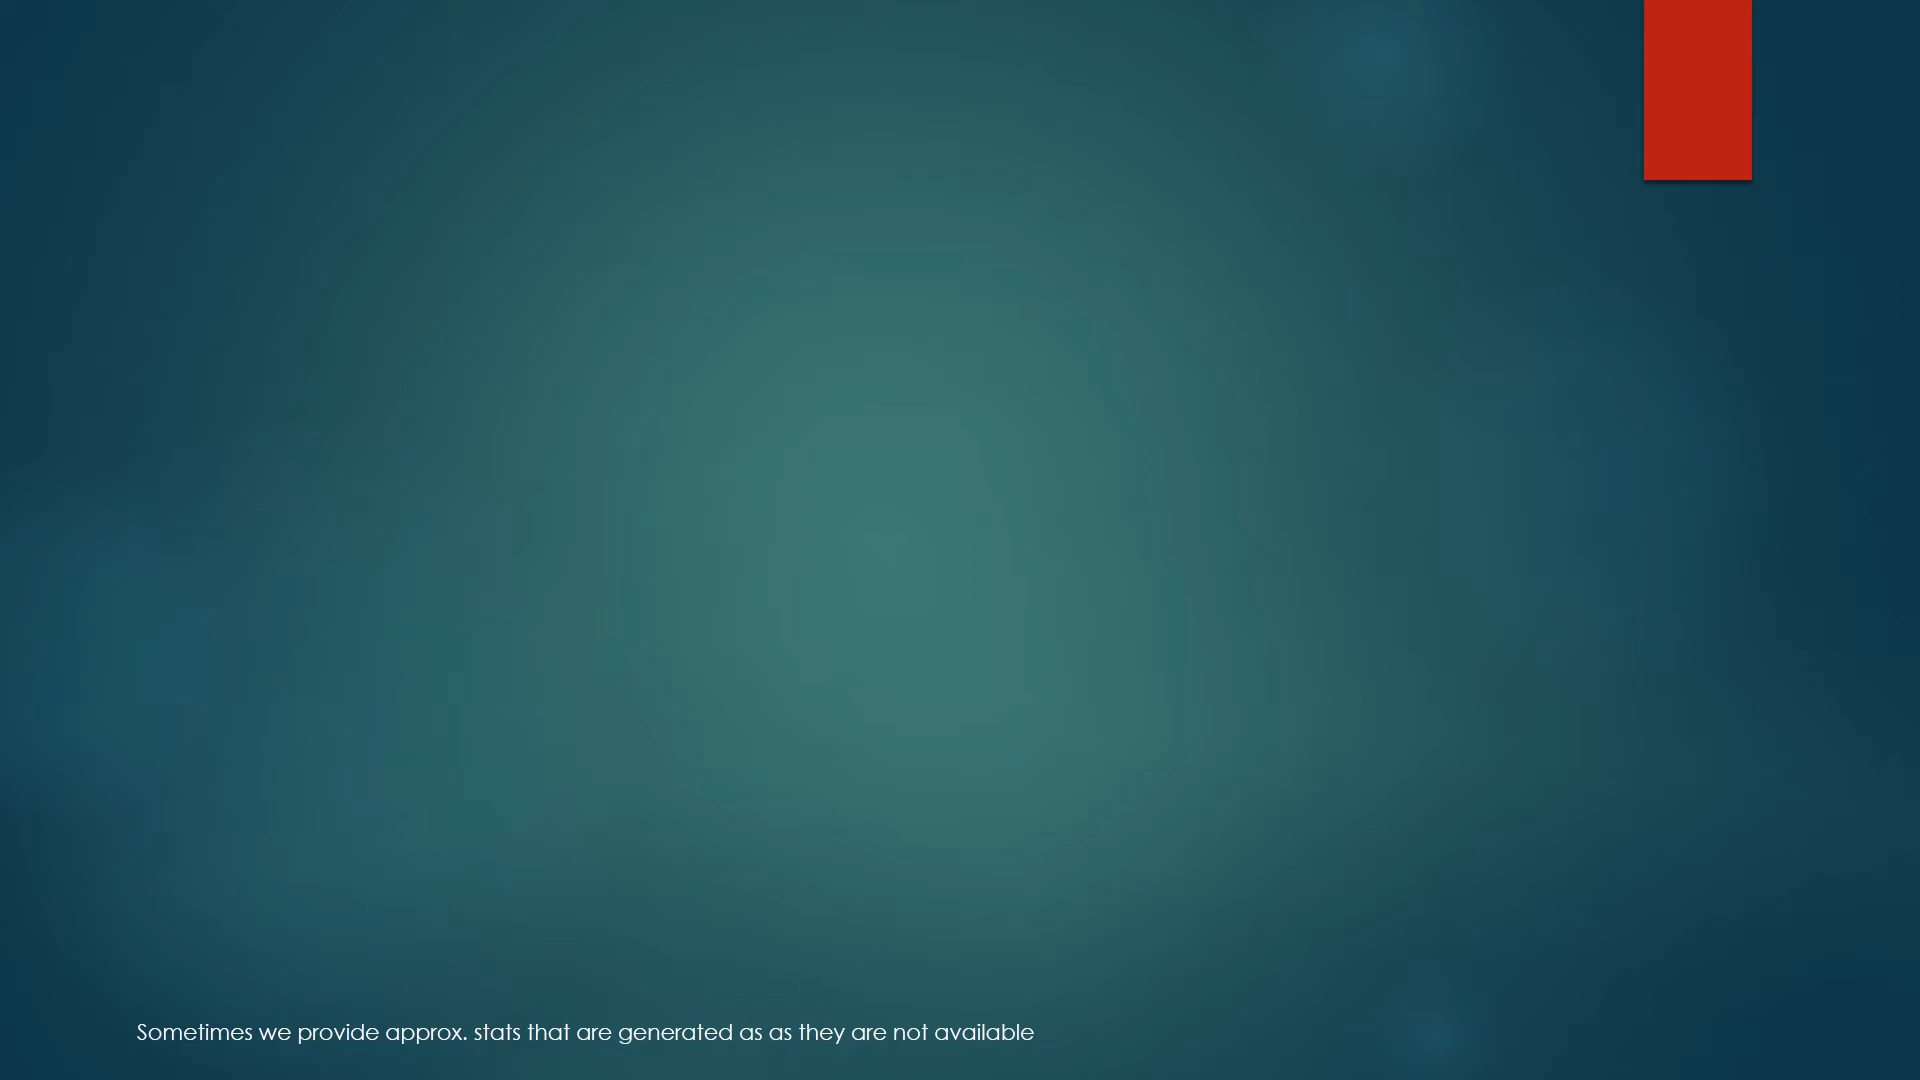 Sometimes we provide approx. stats that are generated as as they are not available